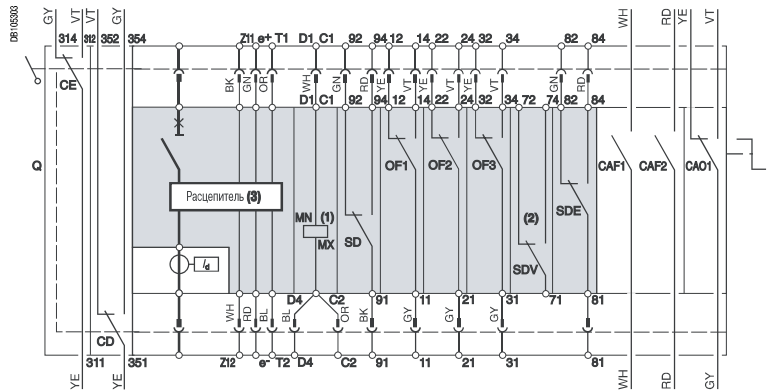 DB105303
GY VT VT YE WH RD YE VT
314 312 352 354 Z11 e+ T1 D1 C1 92 94 12 14 22 24 32 34 82 84
BK GN OR WH GN RD YE VT YE VT YE VT GN RD
CE
D1 C1 92 94 12 14 22 24 32 34 72 74 82 84
Q OF1 OF2 OF3 CAF1 CAF2 CAO1
Расцепитель (3)
MN (1) SD (2) SDE
MX SDV
Id
D4 C2 91 11 21 31 71 81
WH RD BL BL OR BK GY GY GY GY
CD
311 351 Z12 e- T2 D4 C2 91 11 21 31 81
YE YE WH RD GY